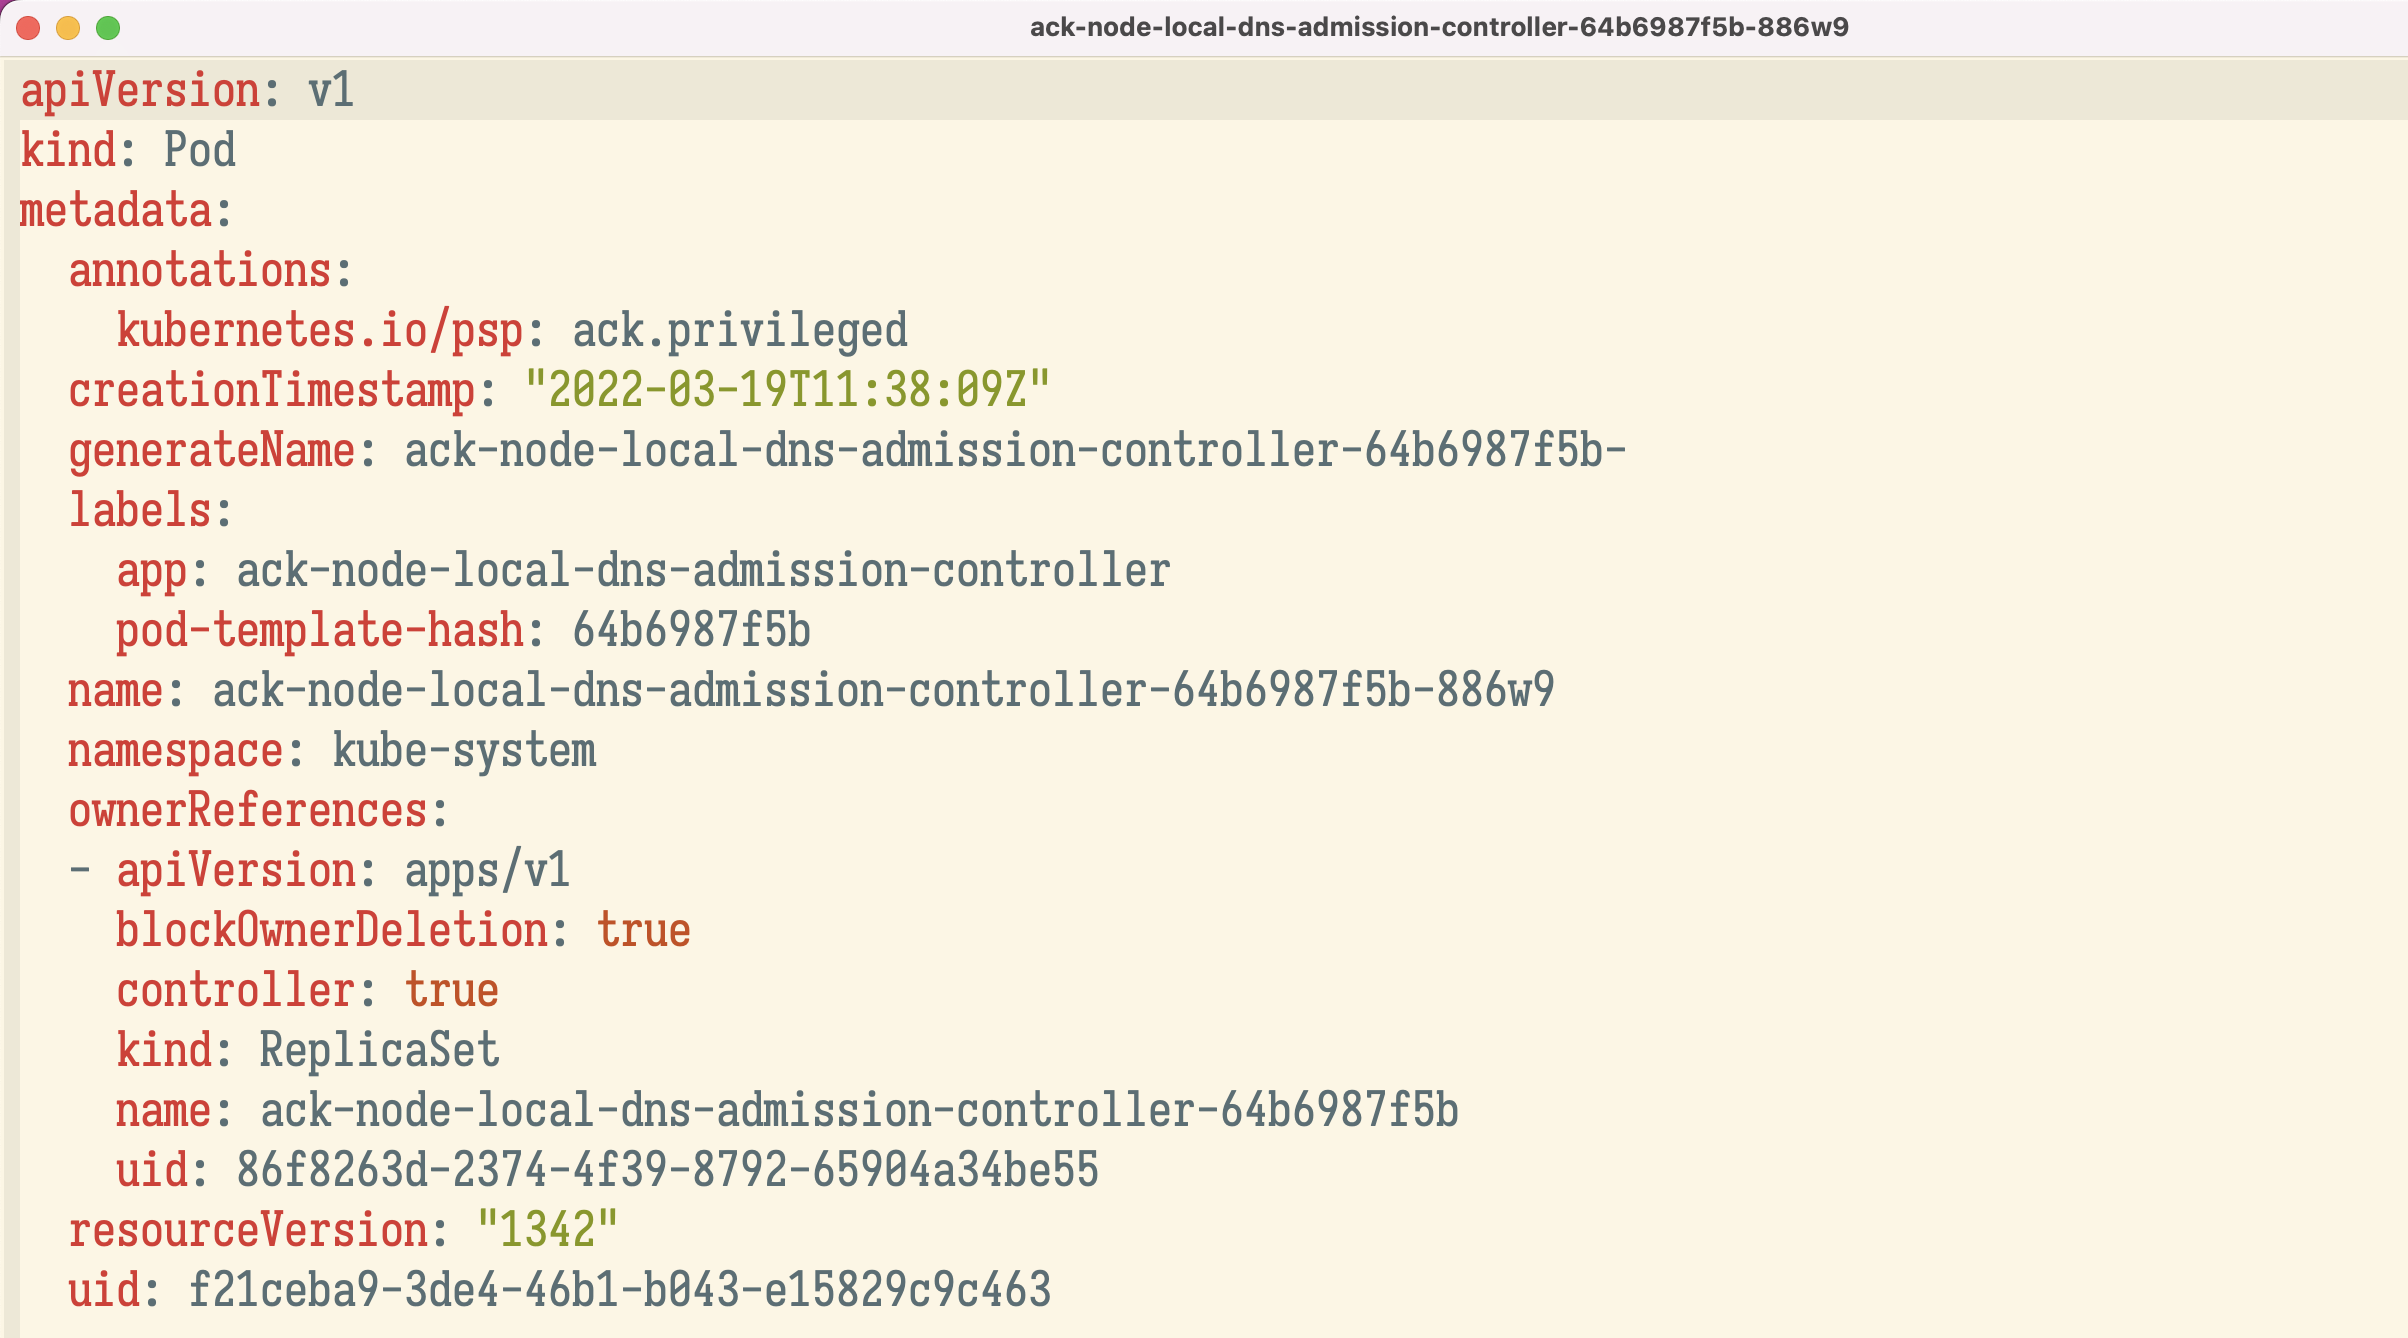 ack-node-local-dns-admission-controller-64b6987f5b-886w9
apiVersion: v1
kind: Pod
metadata:
  annotations:
    kubernetes.io/psp: ack.privileged
  creationTimestamp: "2022-03-19T11:38:09Z"
  generateName: ack-node-local-dns-admission-controller-64b6987f5b-
  labels:
    app: ack-node-local-dns-admission-controller
    pod-template-hash: 64b6987f5b
  name: ack-node-local-dns-admission-controller-64b6987f5b-886w9
  namespace: kube-system
  ownerReferences:
  - apiVersion: apps/v1
    blockOwnerDeletion: true
    controller: true
    kind: ReplicaSet
    name: ack-node-local-dns-admission-controller-64b6987f5b
    uid: 86f8263d-2374-4f39-8792-65904a34be55
  resourceVersion: "1342"
  uid: f21ceba9-3de4-46b1-b043-e15829c9c463